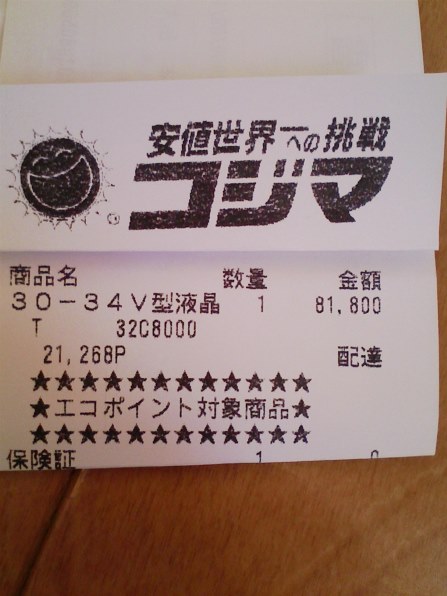 安値世界一への挑戦
コジマ
商品名 数量 金額
30-34V型液晶 1 81,800
T 32C8000
21,268P 配達
★★★★★★★★★★★
★エコポイント対象商品★
★★★★★★★★★★★
保険証 1 0